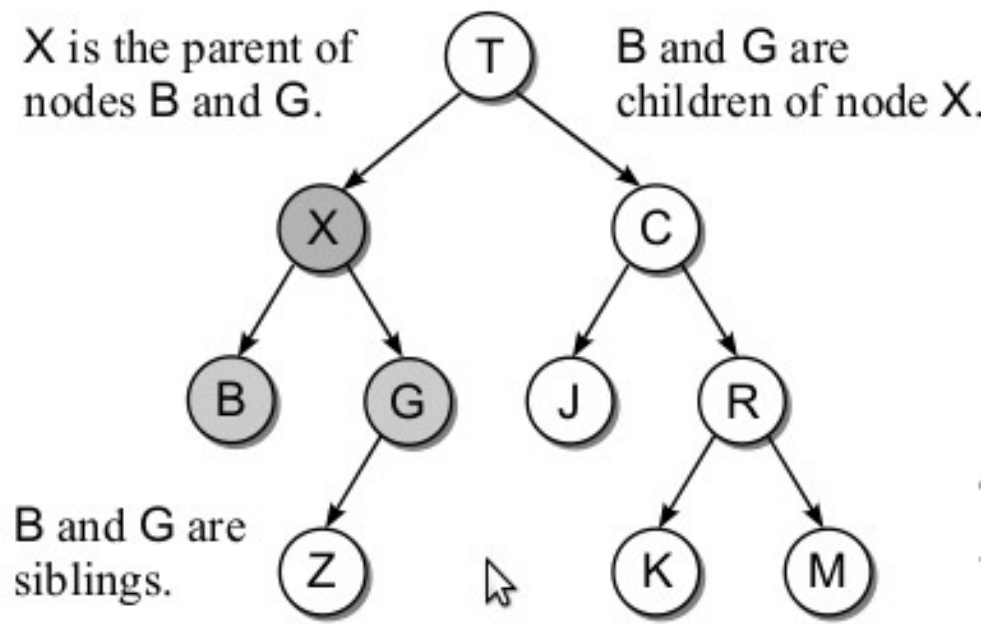 X is the parent of
nodes B and G.
T
B and G are
children of node X.
X
C
B
G
J
R
B and G are
siblings.
Z
K
M